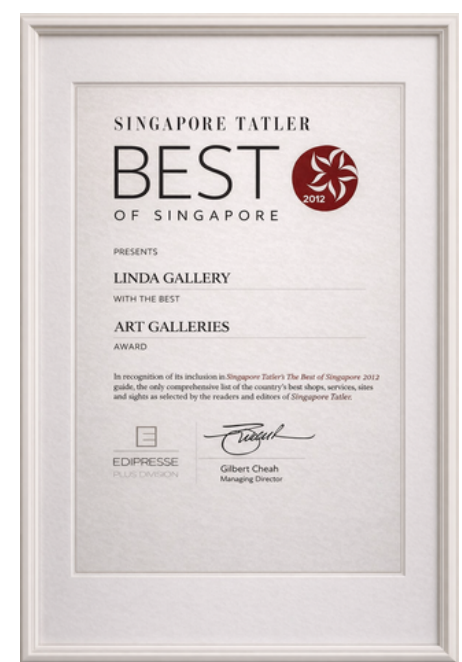 SINGAPORE TATLER
BEST
2012
OF SINGAPORE
PRESENTS
LINDA GALLERY
WITH THE BEST
ART GALLERIES
AWARD
In recognition of its inclusion in Singapore Tatler's The Best of Singapore 2012
guide, the only comprehensive list of the country's best shops, services, sites
and sights as selected by the readers and editors of Singapore Tatler.
EDIPRESSE
PLUS DIVISION
Gilbert Cheah
Managing Director